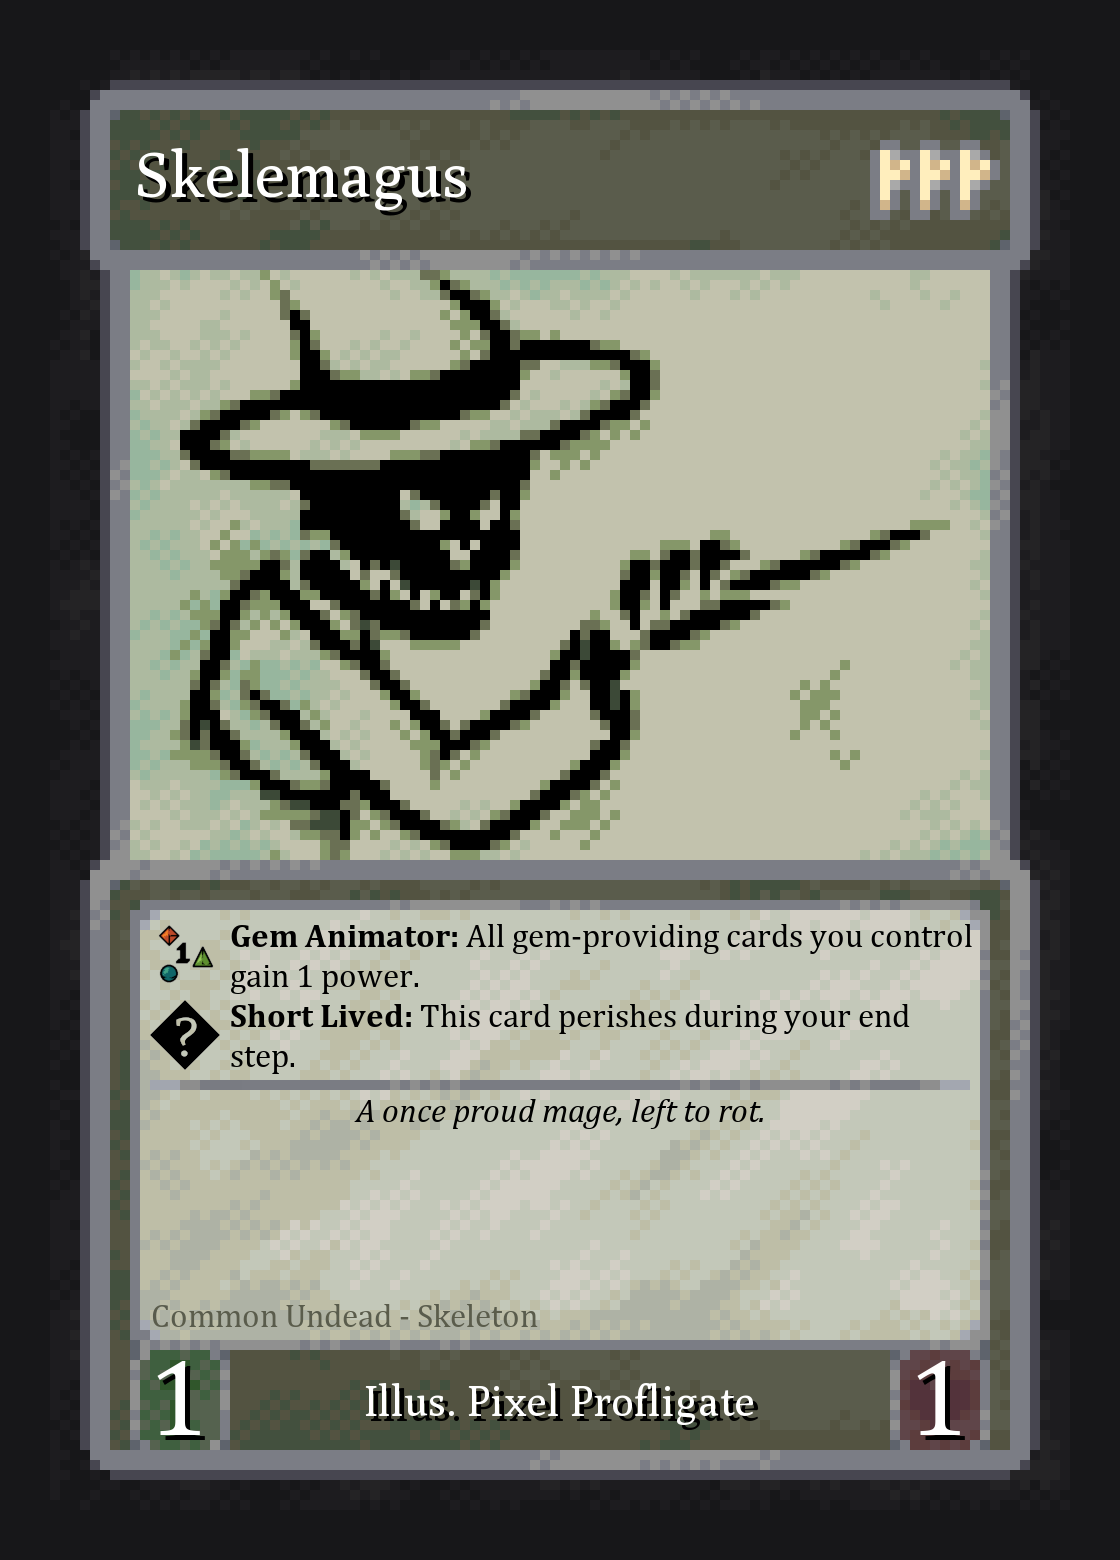 Skelemagus
1
Gem Animator: All gem-providing cards you control
gain 1 power.
?
Short Lived: This card perishes during your end
step.
A once proud mage, left to rot.
Common Undead - Skeleton
1
Illus. Pixel Profligate
1